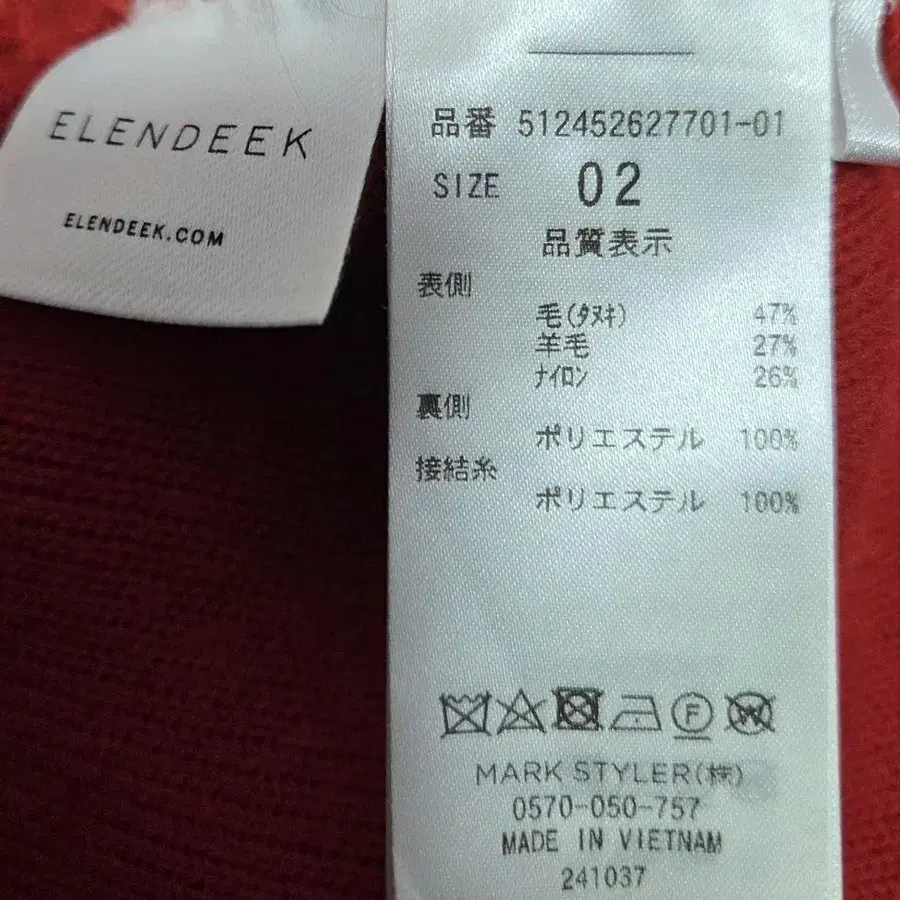 ELENDEEK
ELENDEEK.COM
品番 512452627701-01
SIZE 02
品質表示
表側
毛(ﾀﾇｷ) 47%
羊毛 27%
ﾅｲﾛﾝ 26%
裏側
ポリエステル 100%
接結糸
ポリエステル 100%
F W
MARK STYLER(株)
0570-050-757
MADE IN VIETNAM
241037